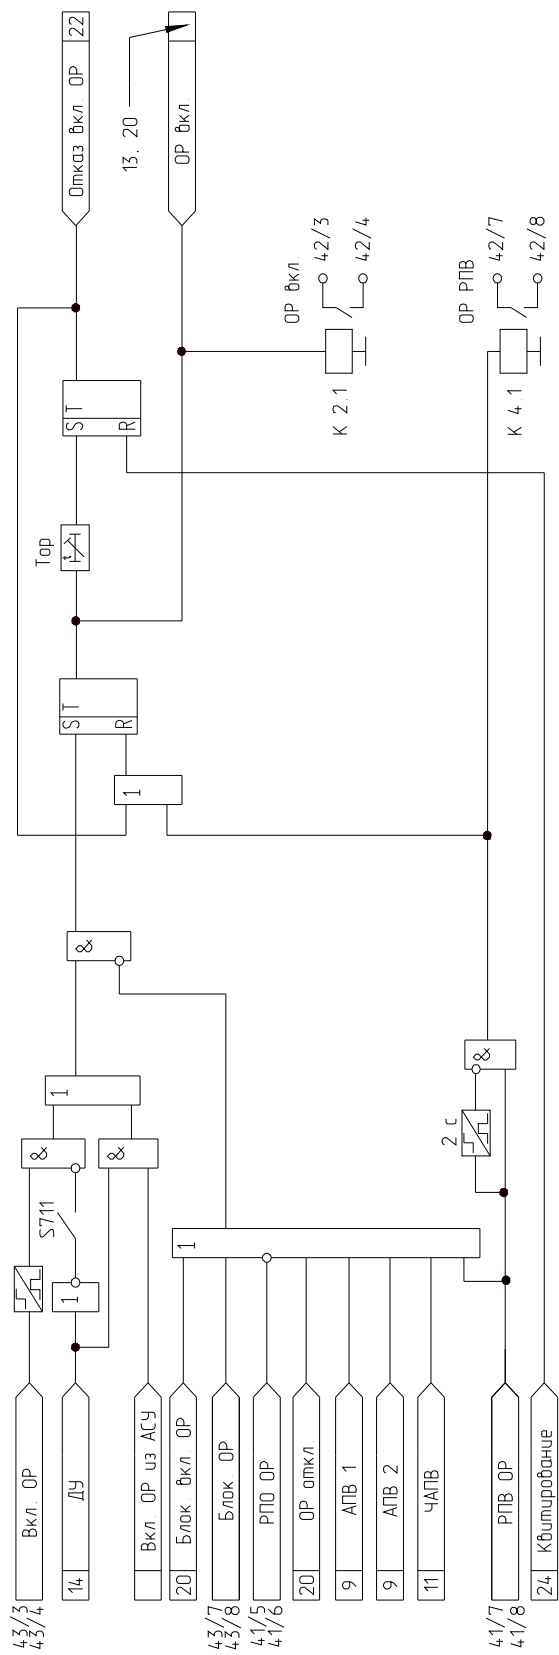 43/3
43/4
Вкл. ОР
14
ДУ
1
S711
&
&
1
&
Вкл. ОР из АСУ
20
Блок. вкл. ОР
43/7
43/8
Блок. ОР
41/5
41/6
РПО ОР
20
ОР откл.
9
АПВ 1
9
АПВ 2
11
ЧАПВ
1
41/7
41/8
РПВ ОР
2 с
&
24
Квитирование
1
S T
R
Тор
t
S T
R
22
Отказ вкл. ОР
13, 20
ОР вкл.
ОР вкл.
42/3
42/4
К 2.1
ОР РПВ
42/7
42/8
К 4.1